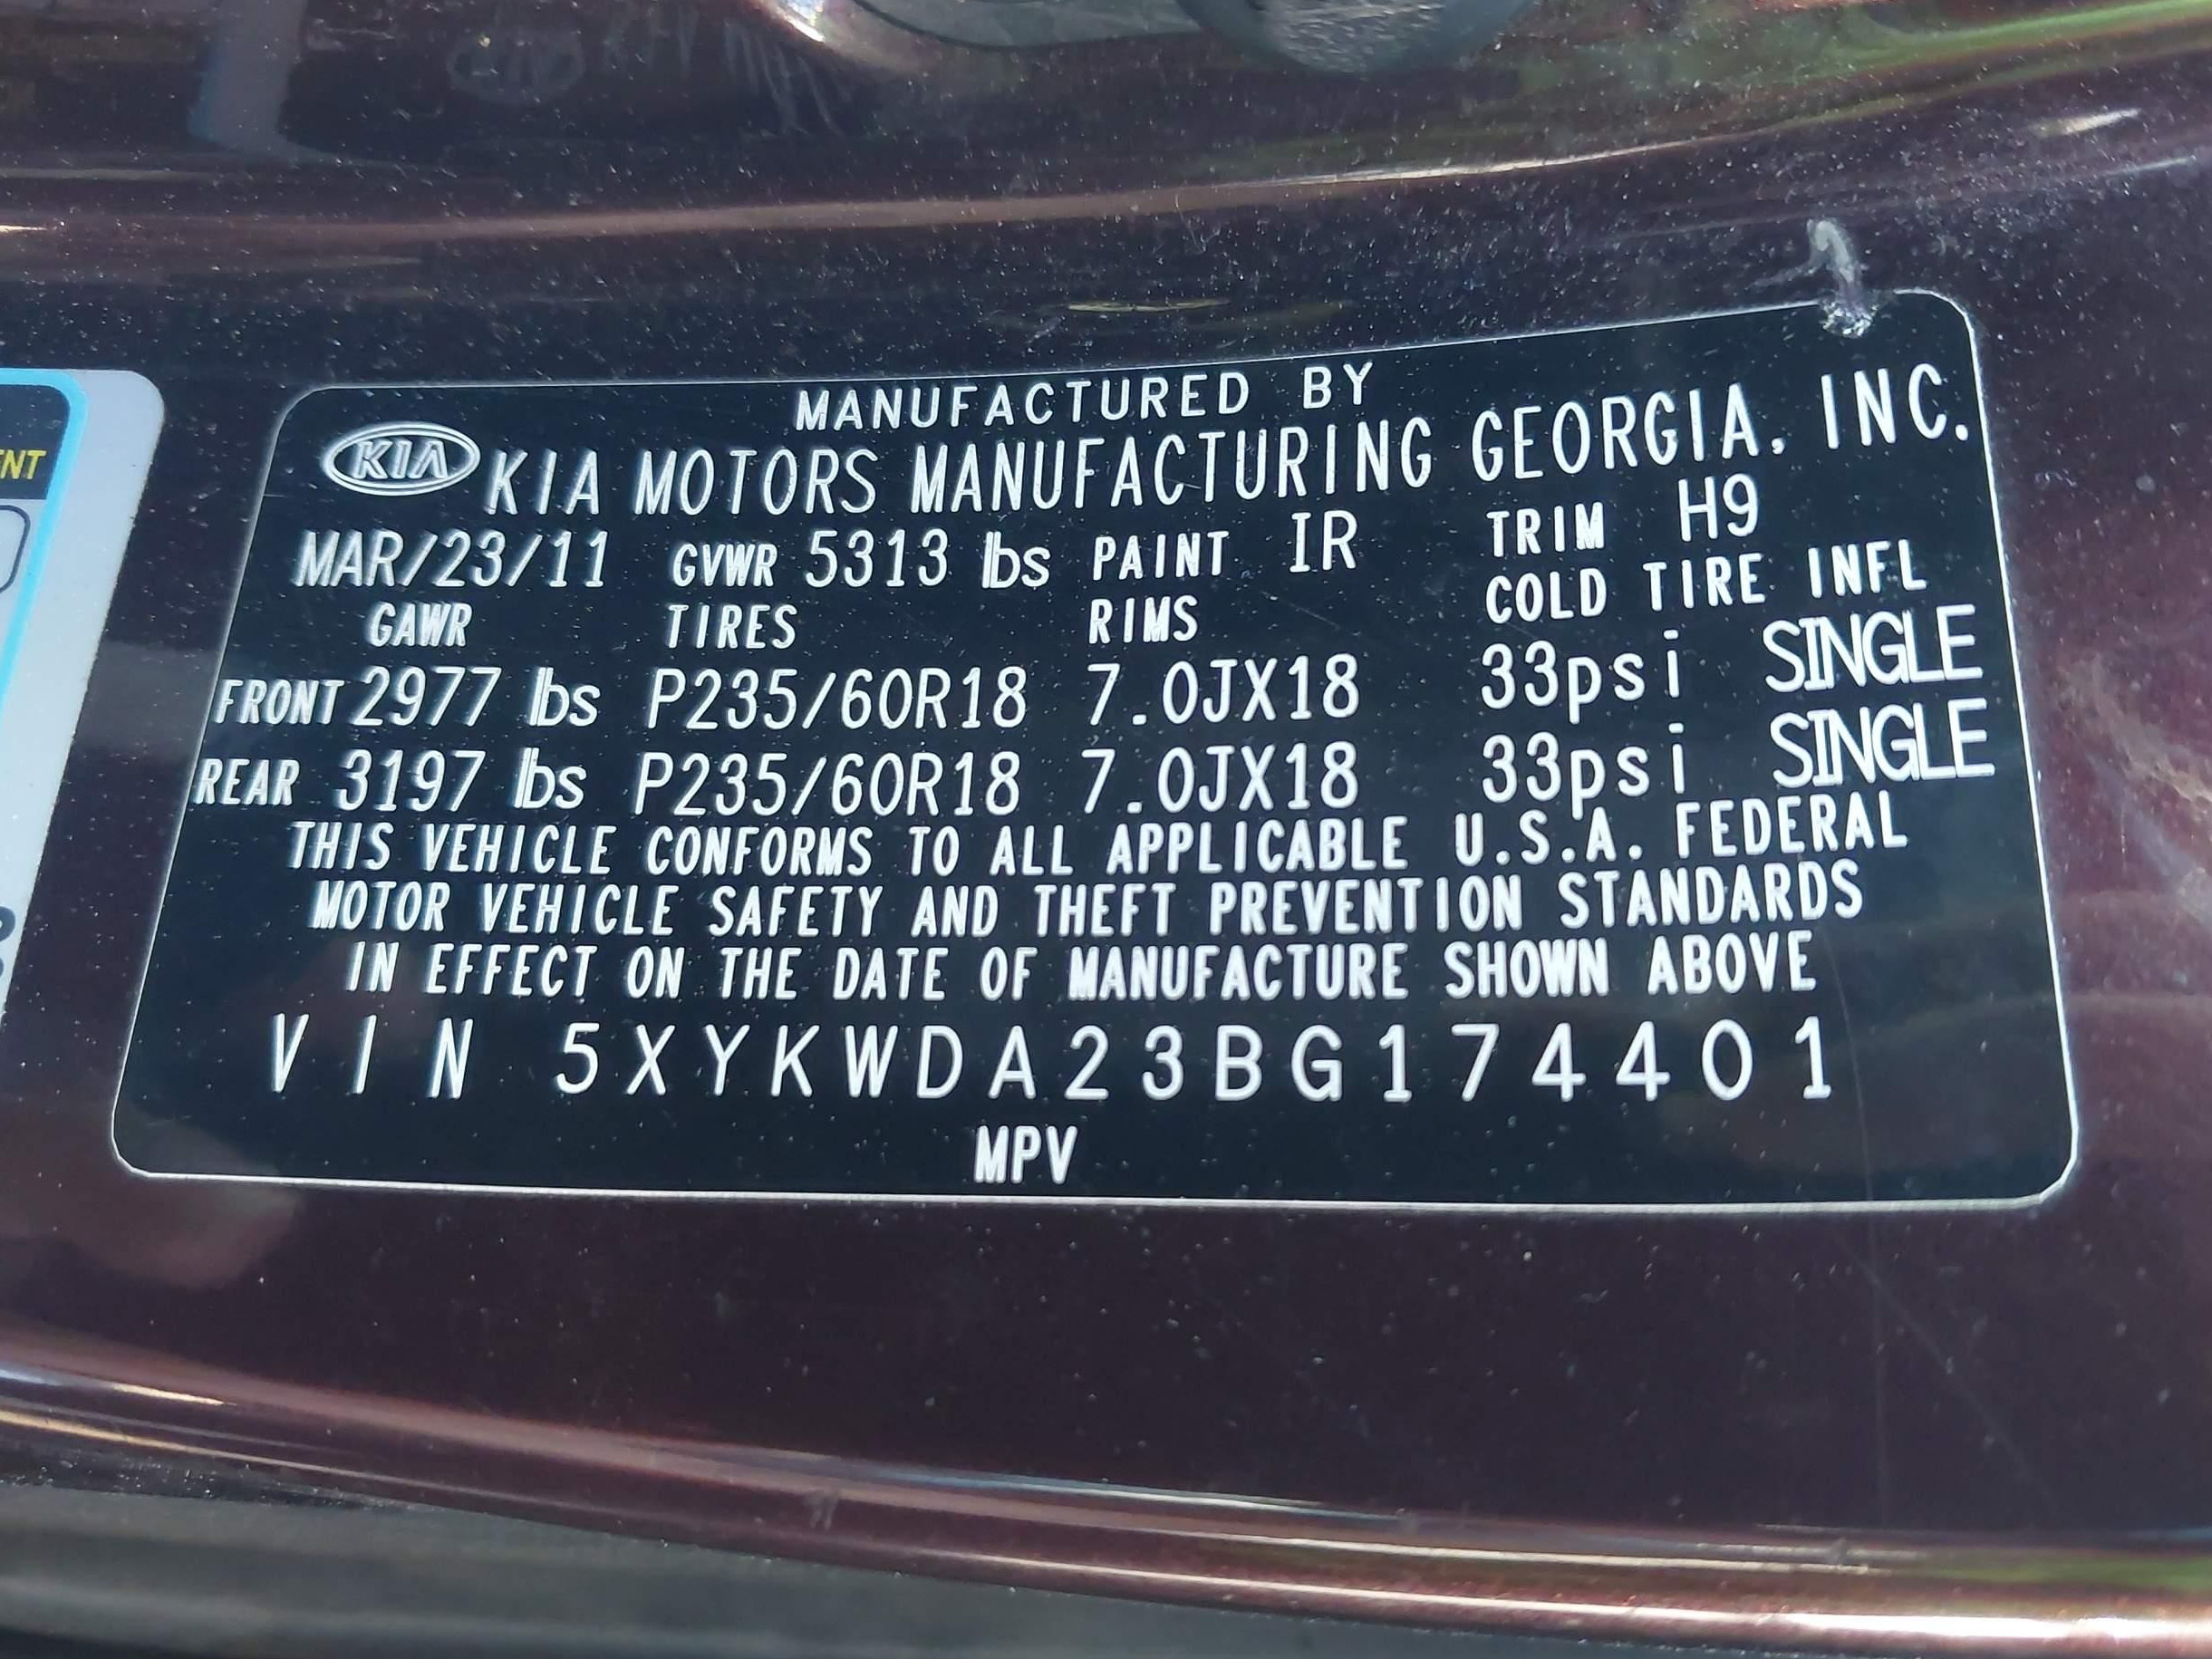 ENT
MANUFACTURED BY
KIA KIA MOTORS MANUFACTURING GEORGIA, INC.
MAR/23/11 GVWR 5313 lbs PAINT IR TRIM H9
GAWR TIRES RIMS COLD TIRE INFL
FRONT 2977 lbs P235/60R18 7.0JX18 33psi SINGLE
REAR 3197 lbs P235/60R18 7.0JX18 33psi SINGLE
THIS VEHICLE CONFORMS TO ALL APPLICABLE U.S.A. FEDERAL
MOTOR VEHICLE SAFETY AND THEFT PREVENTION STANDARDS
IN EFFECT ON THE DATE OF MANUFACTURE SHOWN ABOVE
VIN 5XYKWDA23BG174401
MPV